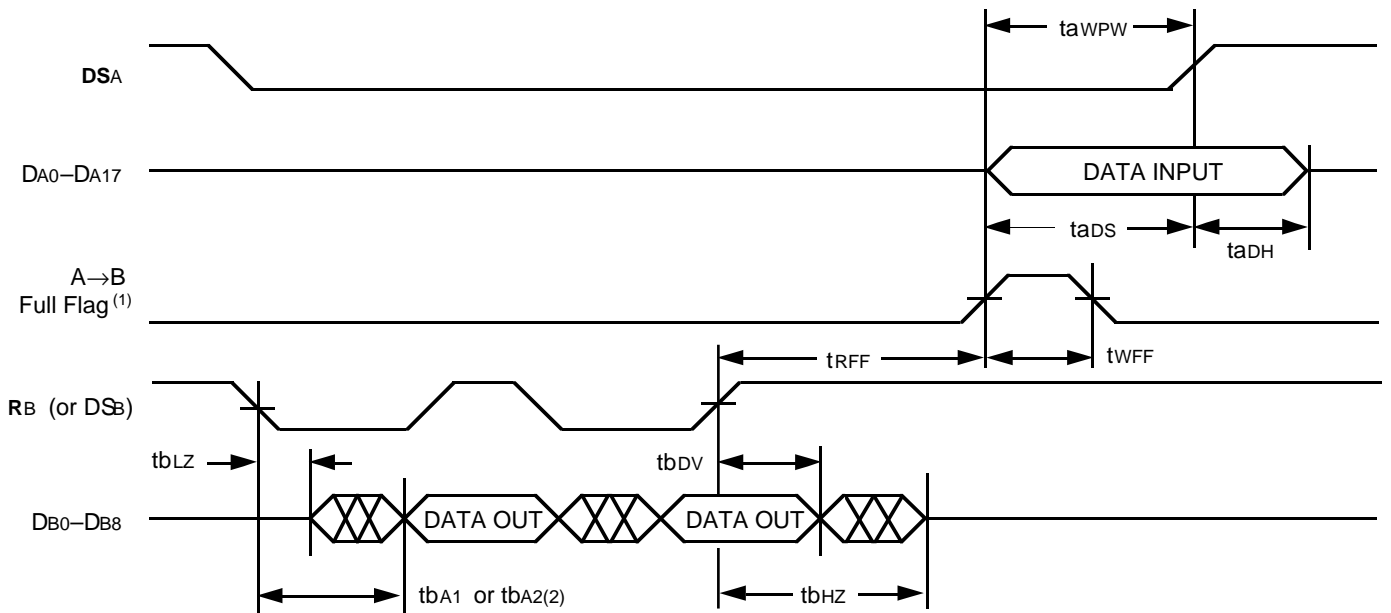 taWPW
DSA
DA0–DA17
DATA INPUT
taDS
taDH
A→B
Full Flag (1)
tRFF
tWFF
RB (or DSB)
tbLZ
tbDV
DB0–DB8
DATA OUT
DATA OUT
tbA1 or tbA2(2)
tbHZ